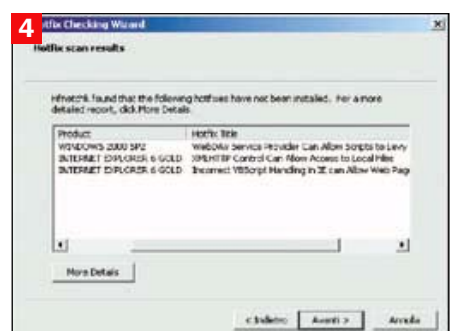 4
Hotfix Checking Wizard
Hotfix scan results
Hfnetchk found that the following hotfixes have not been installed. For a more
detailed report, click More Details.
Product Hotfix Title
WINDOWS 2000 SP2 WebDAV Service Provider Can Allow Scripts to Levy
INTERNET EXPLORER 6 GOLD XMLHTTP Control Can Allow Access to Local Files
INTERNET EXPLORER 6 GOLD Incorrect VBScript Handling in IE can Allow Web Pag
More Details
< Indietro Avanti > Annulla